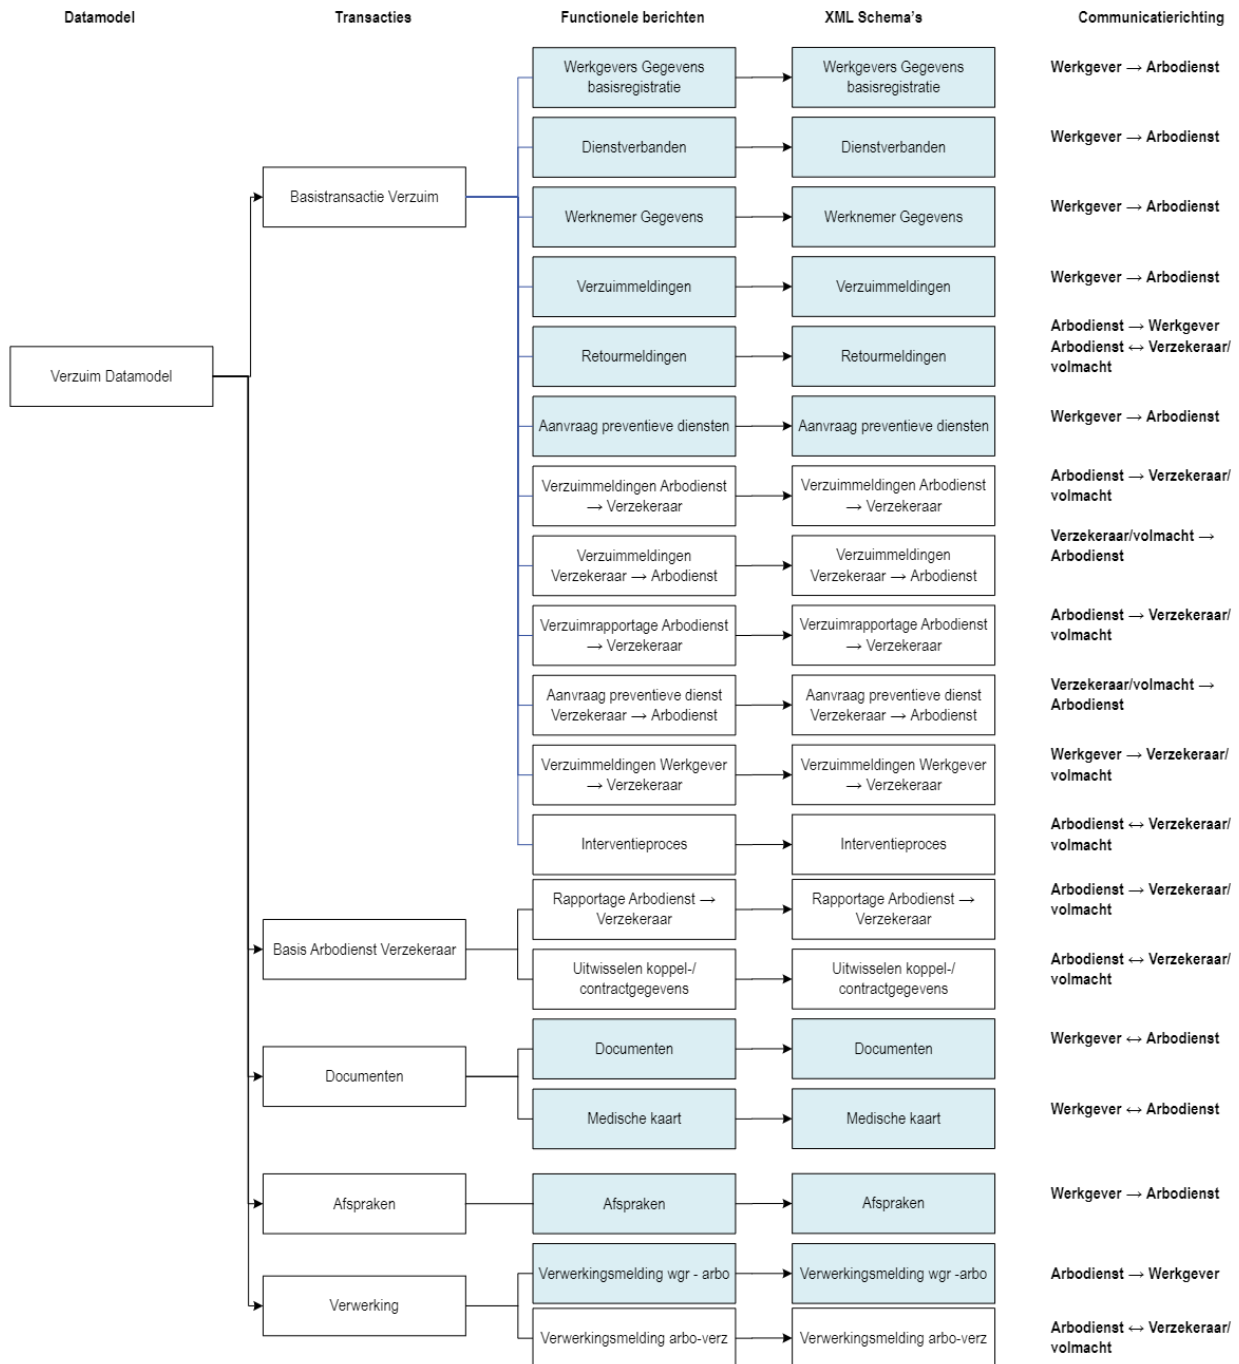 Datamodel
Transacties
Functionele berichten
XML Schema's
Communicatierichting
Werkgevers Gegevens
basisregistratie
Werkgevers Gegevens
basisregistratie
Werkgever → Arbodienst
Dienstverbanden
Dienstverbanden
Werkgever → Arbodienst
Basistransactie Verzuim
Werknemer Gegevens
Werknemer Gegevens
Werkgever → Arbodienst
Verzuimmeldingen
Verzuimmeldingen
Werkgever → Arbodienst
Verzuim Datamodel
Retourmeldingen
Retourmeldingen
Arbodienst → Werkgever
Arbodienst ↔ Verzekeraar/
volmacht
Aanvraag preventieve diensten
Aanvraag preventieve diensten
Werkgever → Arbodienst
Verzuimmeldingen Arbodienst
→ Verzekeraar
Verzuimmeldingen Arbodienst
→ Verzekeraar
Arbodienst → Verzekeraar/
volmacht
Verzuimmeldingen
Verzekeraar → Arbodienst
Verzuimmeldingen
Verzekeraar → Arbodienst
Verzekeraar/volmacht →
Arbodienst
Verzuimrapportage Arbodienst
→ Verzekeraar
Verzuimrapportage Arbodienst
→ Verzekeraar
Arbodienst → Verzekeraar/
volmacht
Aanvraag preventieve dienst
Verzekeraar → Arbodienst
Aanvraag preventieve dienst
Verzekeraar → Arbodienst
Verzekeraar/volmacht →
Arbodienst
Verzuimmeldingen Werkgever
→ Verzekeraar
Verzuimmeldingen Werkgever
→ Verzekeraar
Werkgever → Verzekeraar/
volmacht
Interventieproces
Interventieproces
Arbodienst ↔ Verzekeraar/
volmacht
Basis Arbodienst Verzekeraar
Rapportage Arbodienst →
Verzekeraar
Rapportage Arbodienst →
Verzekeraar
Arbodienst → Verzekeraar/
volmacht
Uitwisselen koppel-/
contractgegevens
Uitwisselen koppel-/
contractgegevens
Arbodienst ↔ Verzekeraar/
volmacht
Documenten
Documenten
Documenten
Werkgever ↔ Arbodienst
Medische kaart
Medische kaart
Werkgever ↔ Arbodienst
Afspraken
Afspraken
Afspraken
Werkgever → Arbodienst
Verwerking
Verwerkingsmelding wgr - arbo
Verwerkingsmelding wgr -arbo
Arbodienst → Werkgever
Verwerkingsmelding arbo-verz
Verwerkingsmelding arbo-verz
Arbodienst ↔ Verzekeraar/
volmacht